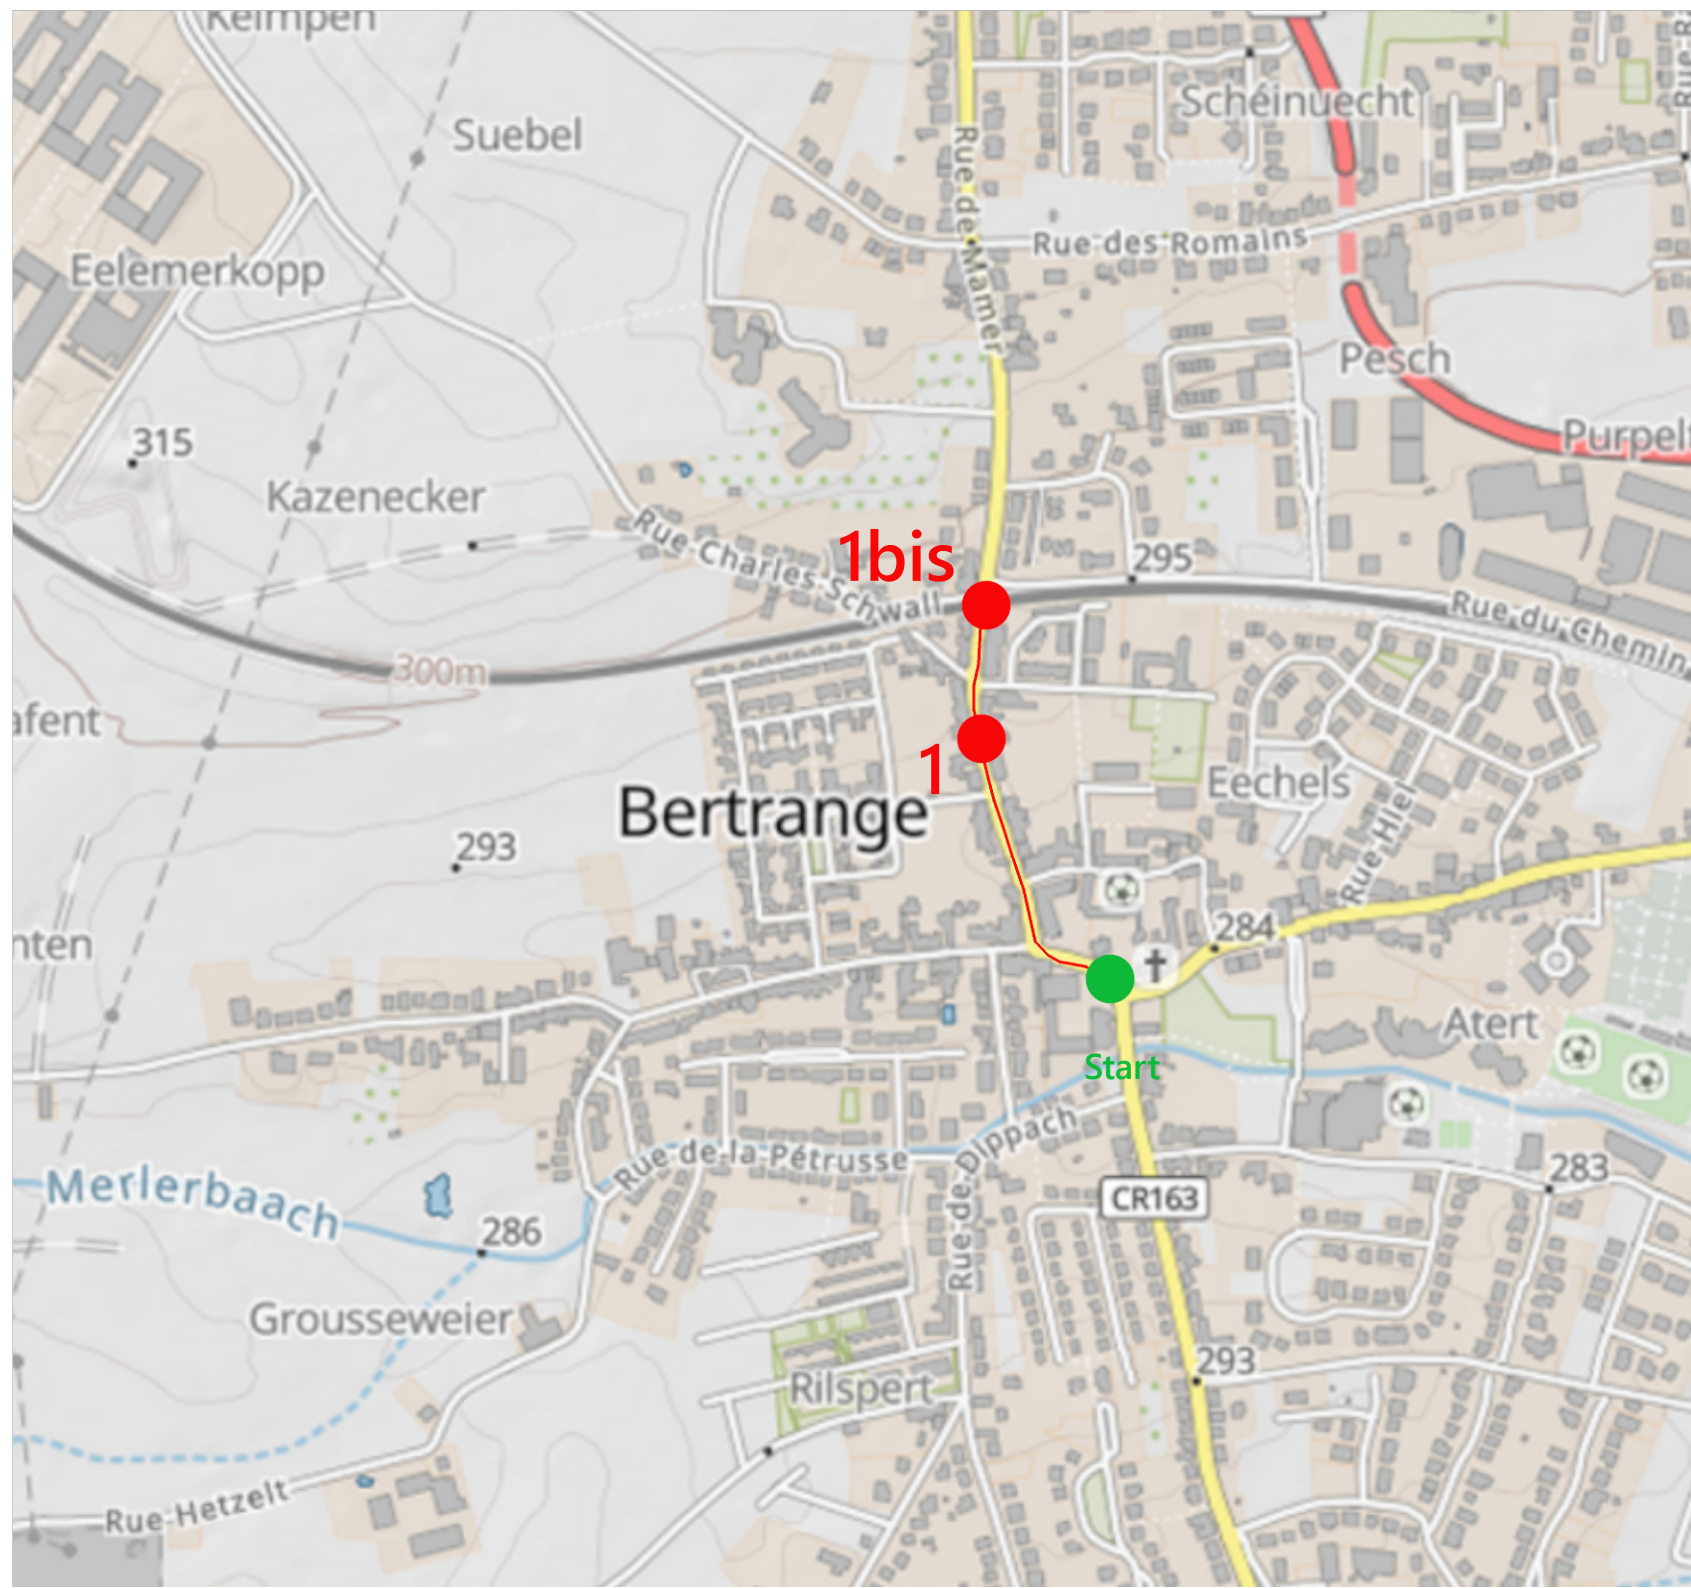 Keimpen
Suebel
Schéinuecht
Rue de Mamer
Rue des Romains
Eelemerkopp
Pesch
Purpel
315
Kazenecker
Rue Charles Schwall
1bis
295
Rue du Chemin
300m
afent
1
Eechels
Bertrange
293
Rue Hiel
284
nten
Atert
Start
Rue de Dippach
Rue de la Pétrusse
Merlerbaach
283
CR163
286
Grousseweier
293
Rilspert
Rue Hetzelt